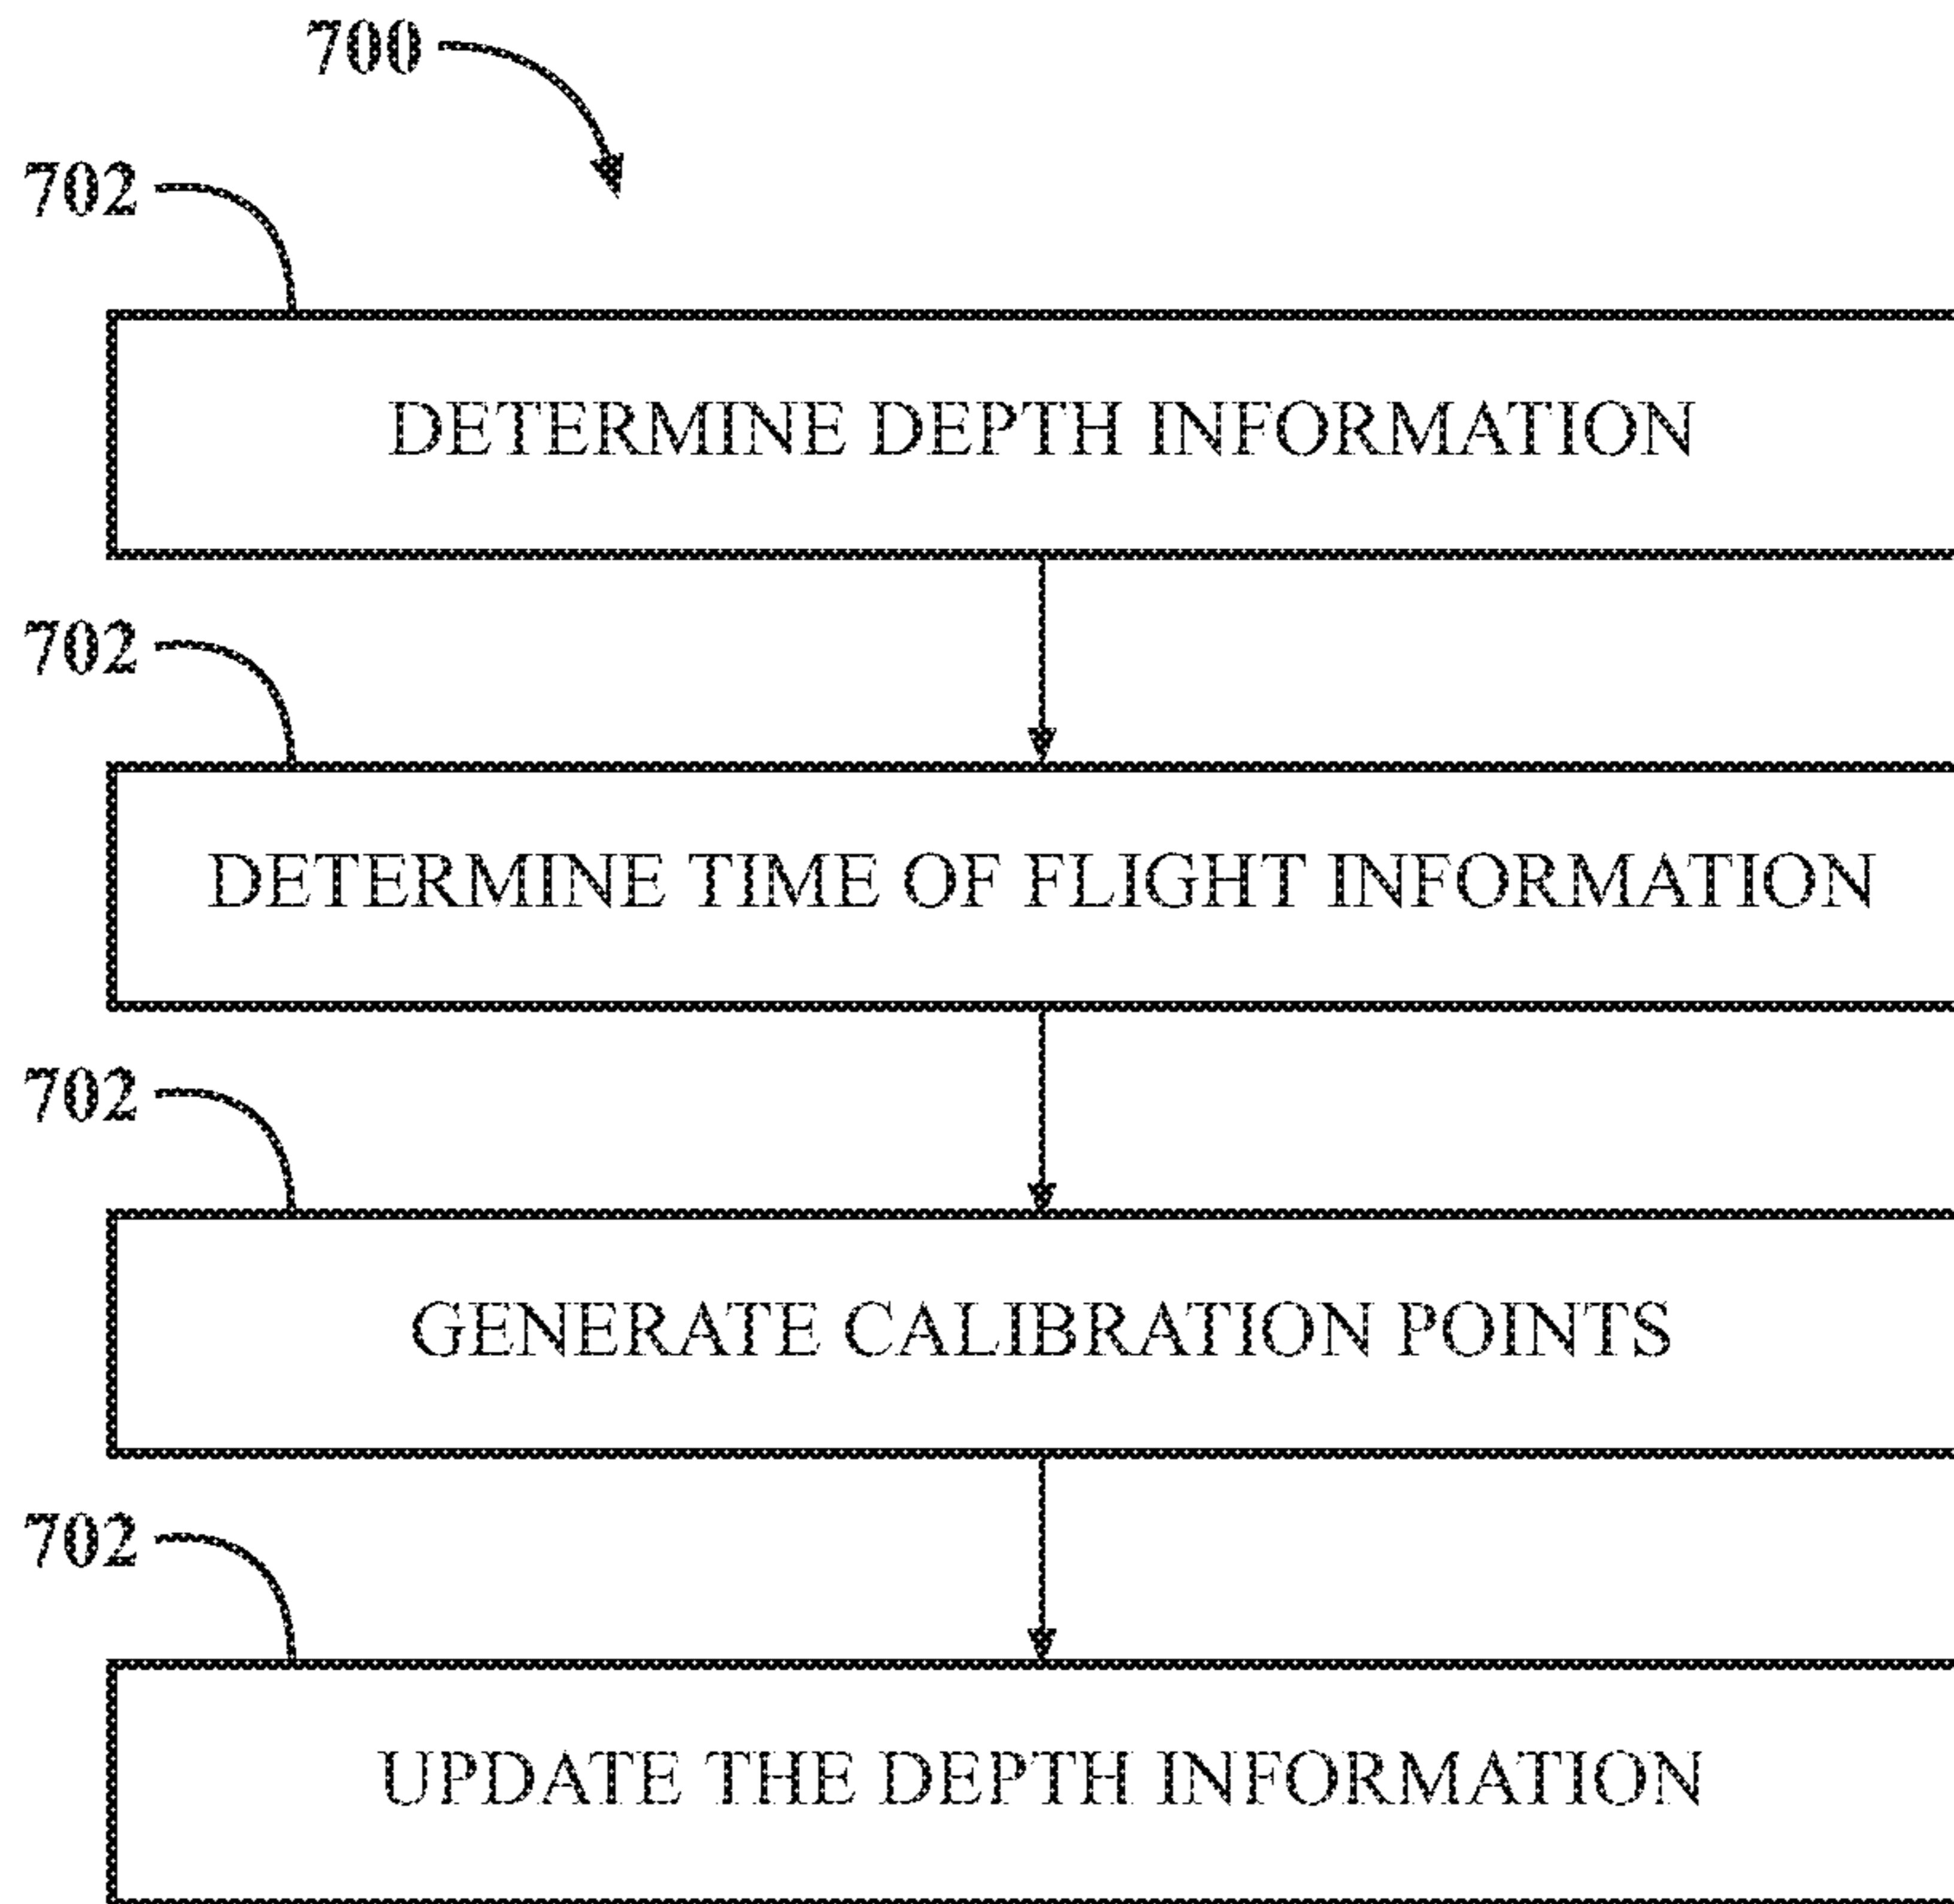 700
702
DETERMINE DEPTH INFORMATION
702
DETERMINE TIME OF FLIGHT INFORMATION
702
GENERATE CALIBRATION POINTS
702
UPDATE THE DEPTH INFORMATION